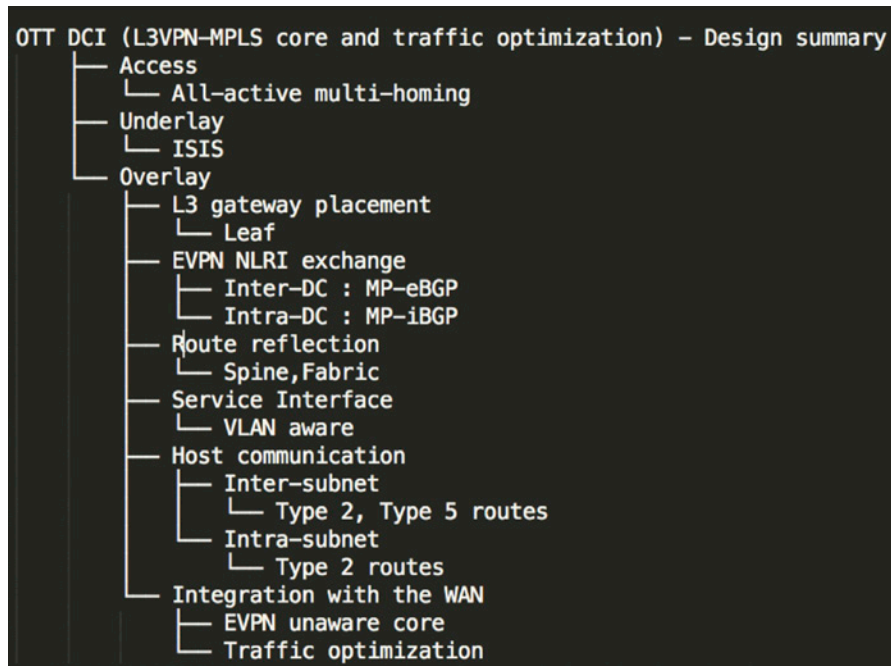 OTT DCI (L3VPN-MPLS core and traffic optimization) - Design summary
├── Access
│   └── All-active multi-homing
├── Underlay
│   └── ISIS
└── Overlay
    ├── L3 gateway placement
    │   └── Leaf
    ├── EVPN NLRI exchange
    │   ├── Inter-DC : MP-eBGP
    │   └── Intra-DC : MP-iBGP
    ├── Route reflection
    │   └── Spine,Fabric
    ├── Service Interface
    │   └── VLAN aware
    ├── Host communication
    │   ├── Inter-subnet
    │   │   └── Type 2, Type 5 routes
    │   └── Intra-subnet
    │       └── Type 2 routes
    └── Integration with the WAN
        ├── EVPN unaware core
        └── Traffic optimization